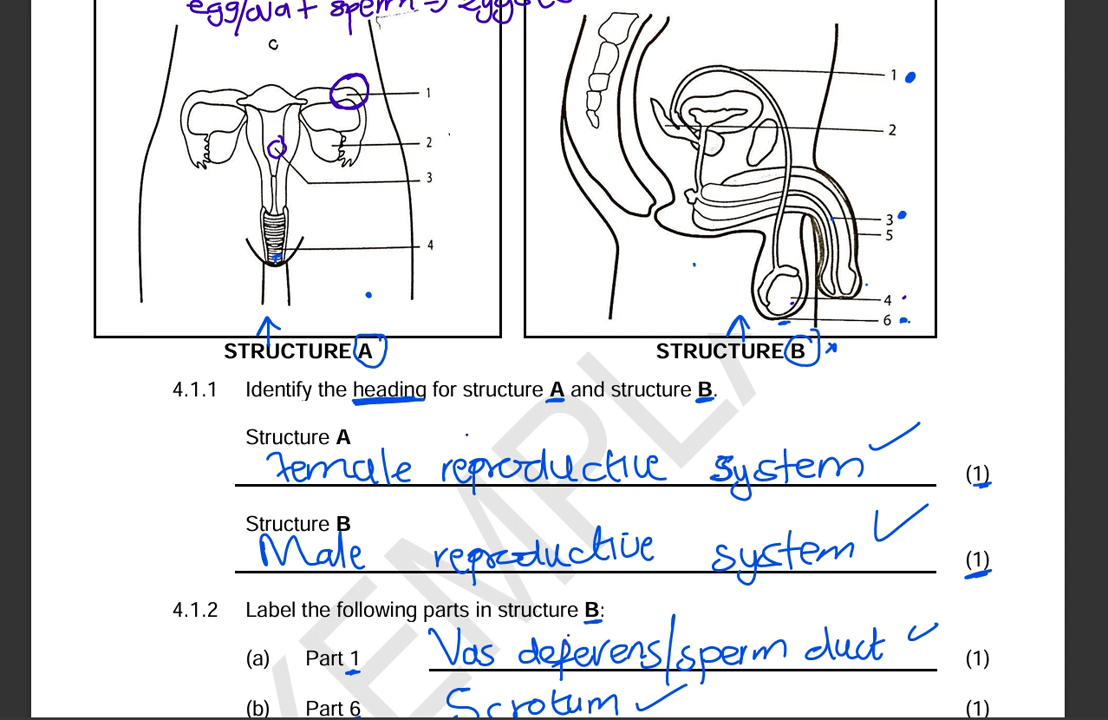 egg/ova + sperm → zygote
C
1
2
3
4
1
2
3
5
4
6
STRUCTURE A
STRUCTURE B
4.1.1 Identify the heading for structure A and structure B.
Structure A
Female reproductive system
(1)
Structure B
Male reproductive system
(1)
4.1.2 Label the following parts in structure B:
(a) Part 1 Vas deferens/sperm duct (1)
(b) Part 6 Scrotum (1)
EXEMPLA